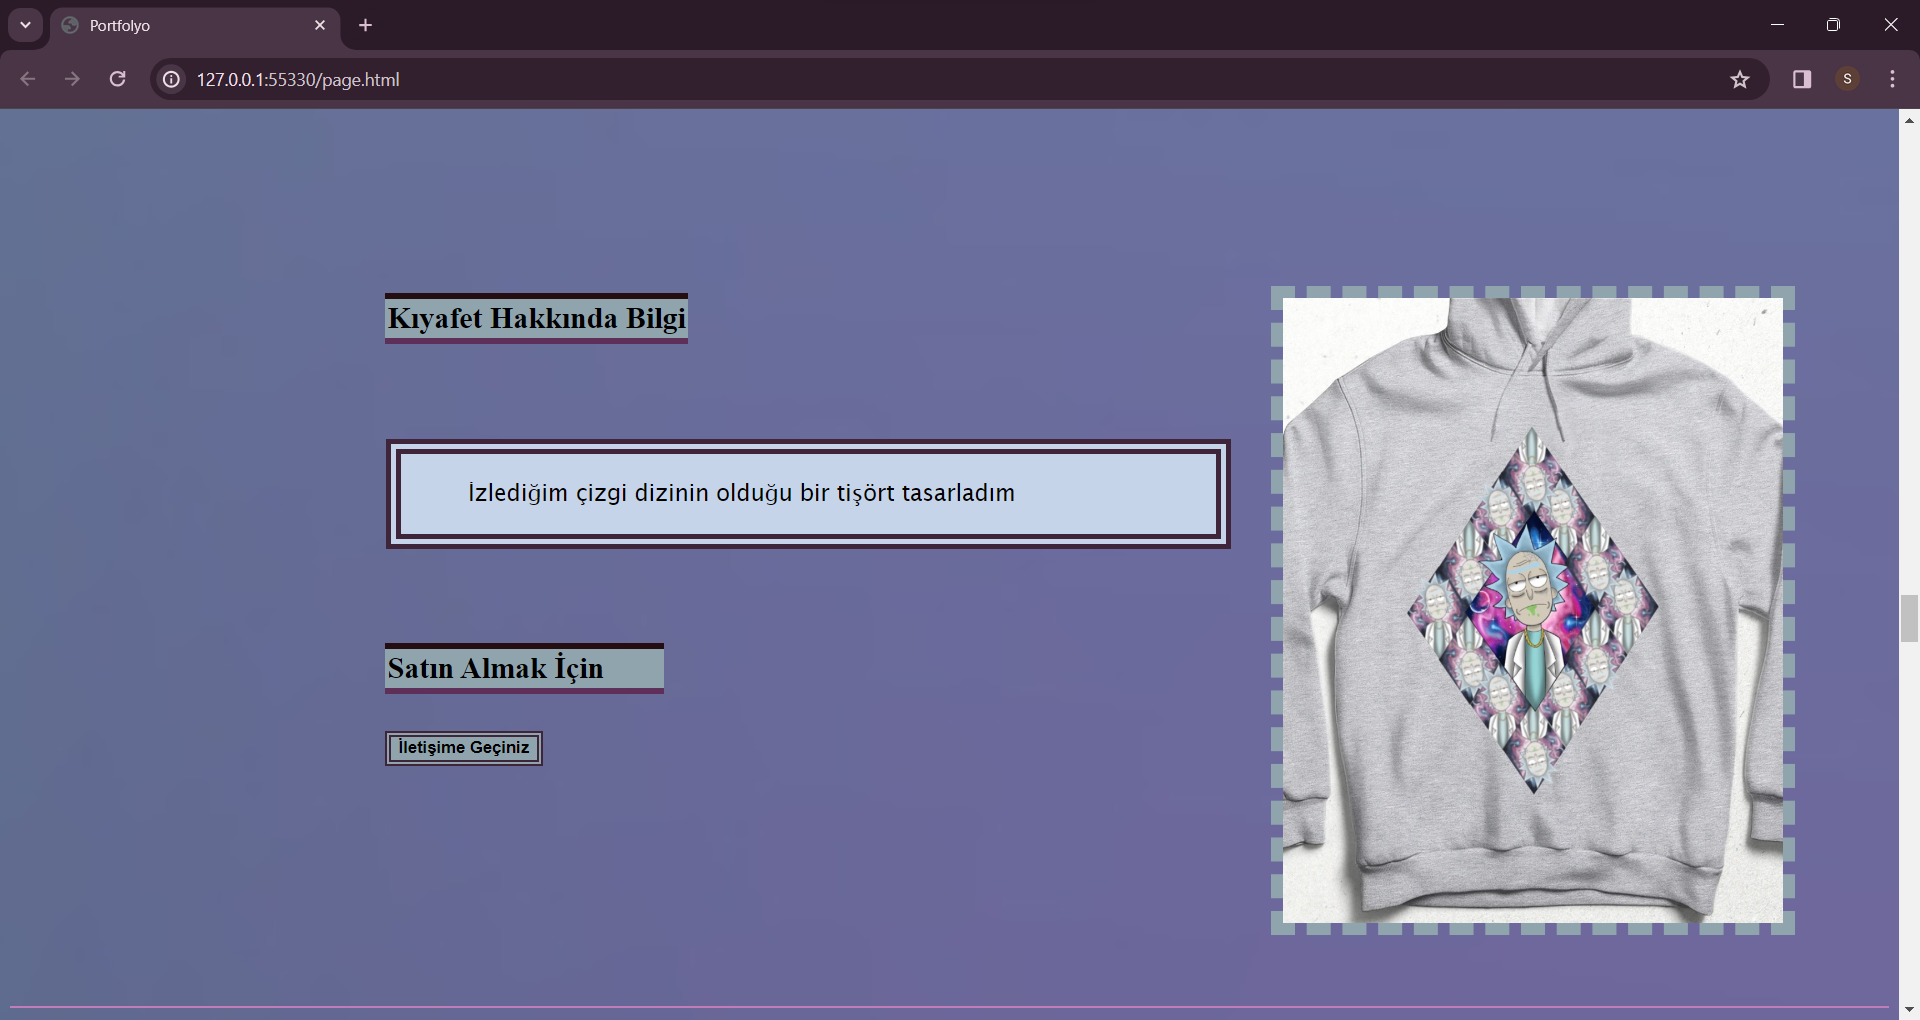 Portfolyo
127.0.0.1:55330/page.html
S
Kıyafet Hakkında Bilgi
İzlediğim çizgi dizinin olduğu bir tişört tasarladım
Satın Almak İçin
İletişime Geçiniz